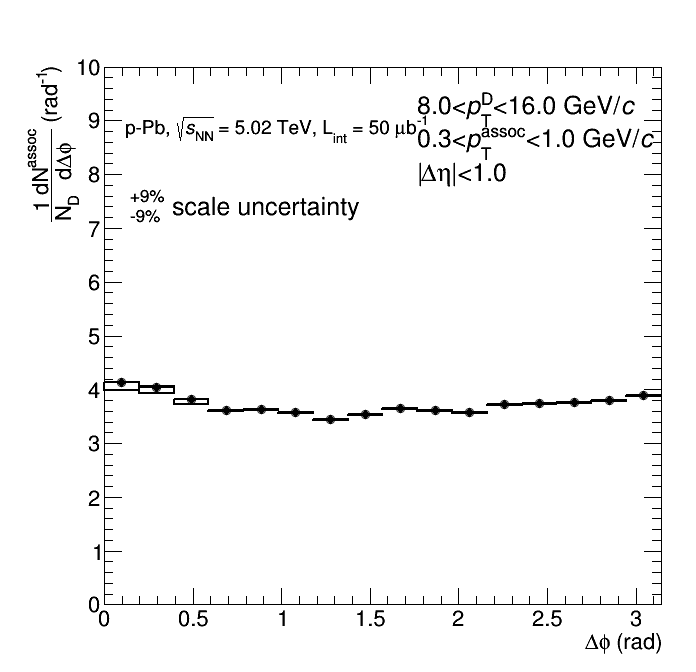 10
9
8
7
6
5
4
3
2
1
0
1 dN^assoc
N_D dΔϕ (rad⁻¹)
p-Pb, √s_NN = 5.02 TeV, L_int = 50 μb⁻¹
+9%
-9% scale uncertainty
8.0<p_T^D<16.0 GeV/c
0.3<p_T^assoc<1.0 GeV/c
|Δη|<1.0
0 0.5 1 1.5 2 2.5 3
Δϕ (rad)